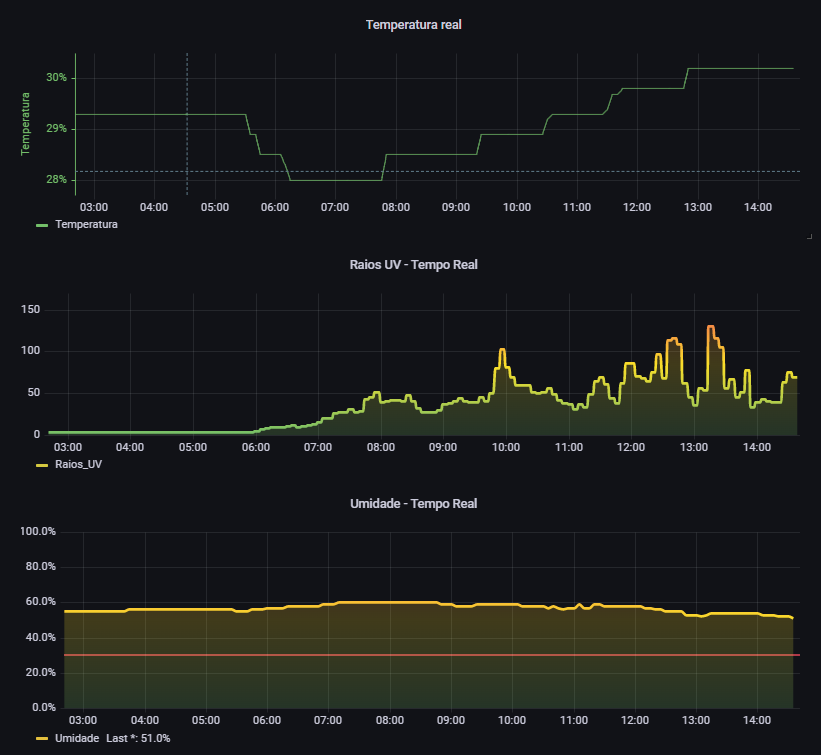 Temperatura real
Temperatura
30%
29%
28%
03:00 04:00 05:00 06:00 07:00 08:00 09:00 10:00 11:00 12:00 13:00 14:00
Temperatura
Raios UV - Tempo Real
150
100
50
0
03:00 04:00 05:00 06:00 07:00 08:00 09:00 10:00 11:00 12:00 13:00 14:00
Raios_UV
Umidade - Tempo Real
100.0%
80.0%
60.0%
40.0%
20.0%
0.0%
03:00 04:00 05:00 06:00 07:00 08:00 09:00 10:00 11:00 12:00 13:00 14:00
Umidade Last *: 51.0%